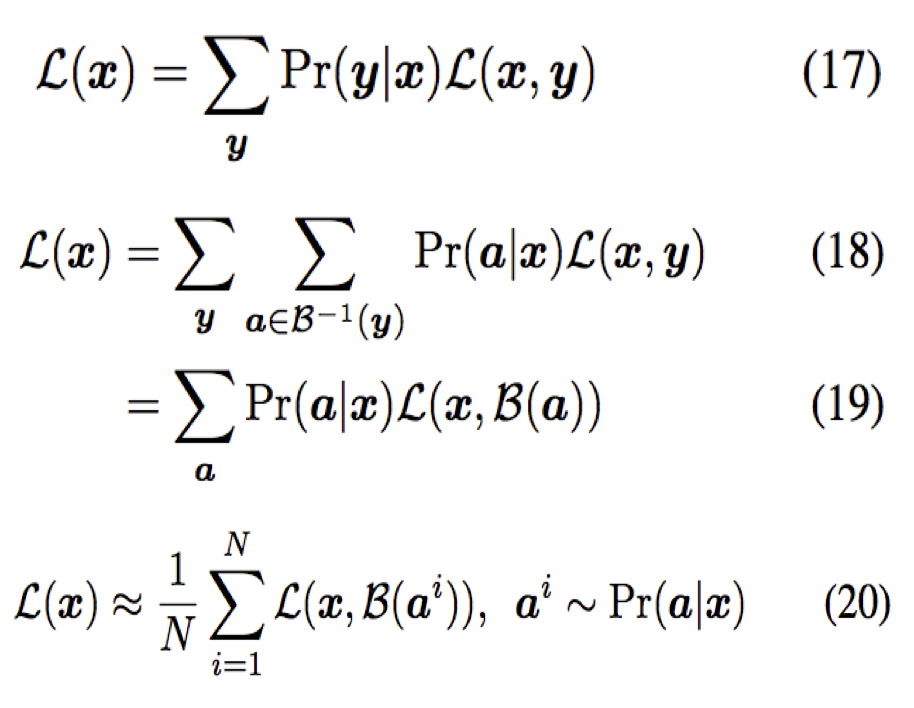 ℒ(𝒙) = ∑_𝒚 Pr(𝒚|𝒙)ℒ(𝒙, 𝒚) (17)
ℒ(𝒙) = ∑_𝒚 ∑_{𝒂∈ℬ⁻¹(𝒚)} Pr(𝒂|𝒙)ℒ(𝒙, 𝒚) (18)
= ∑_𝒂 Pr(𝒂|𝒙)ℒ(𝒙, ℬ(𝒂)) (19)
ℒ(𝒙) ≈ 1/N ∑_{i=1}^{N} ℒ(𝒙, ℬ(𝒂ⁱ)), 𝒂ⁱ ∼ Pr(𝒂|𝒙) (20)